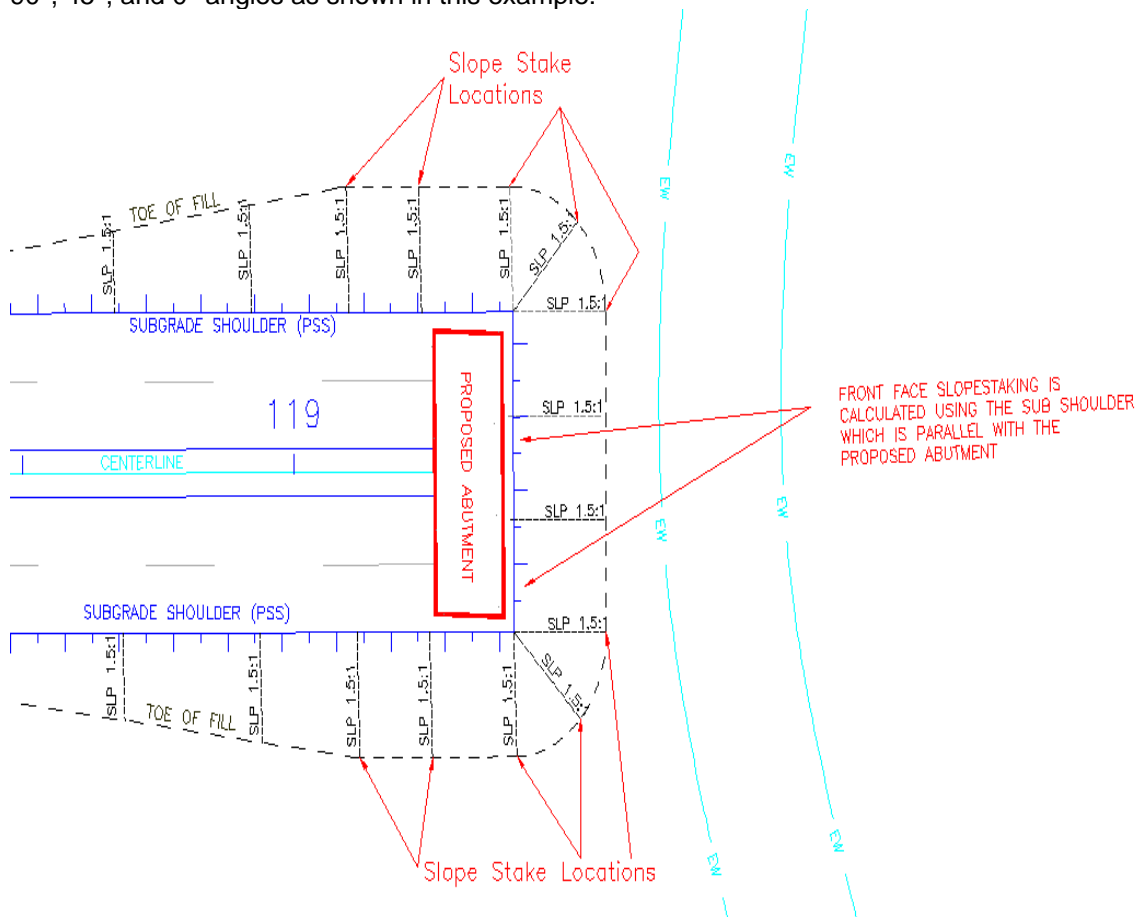 90°, 45°, and 0° angles as shown in this example.
Slope Stake
Locations
EW
EW
TOE OF FILL
SLP 1.5:1
SLP 1.5:1
SLP 1.5:1
SLP 1.5:1
SLP 1.5:1
SLP 1.5:1
SLP 1.5:1
SUBGRADE SHOULDER (PSS)
PROPOSED ABUTMENT
119
SLP 1.5:1
FRONT FACE SLOPESTAKING IS
CALCULATED USING THE SUB SHOULDER
WHICH IS PARALLEL WITH THE
PROPOSED ABUTMENT
CENTERLINE
SLP 1.5:1
EW
EW
SUBGRADE SHOULDER (PSS)
SLP 1.5:1
SLP 1.5:1
SLP 1.5:1
SLP 1.5:1
SLP 1.5:1
SLP 1.5:1
SLP 1.5:1
TOE OF FILL
EW
EW
Slope Stake Locations